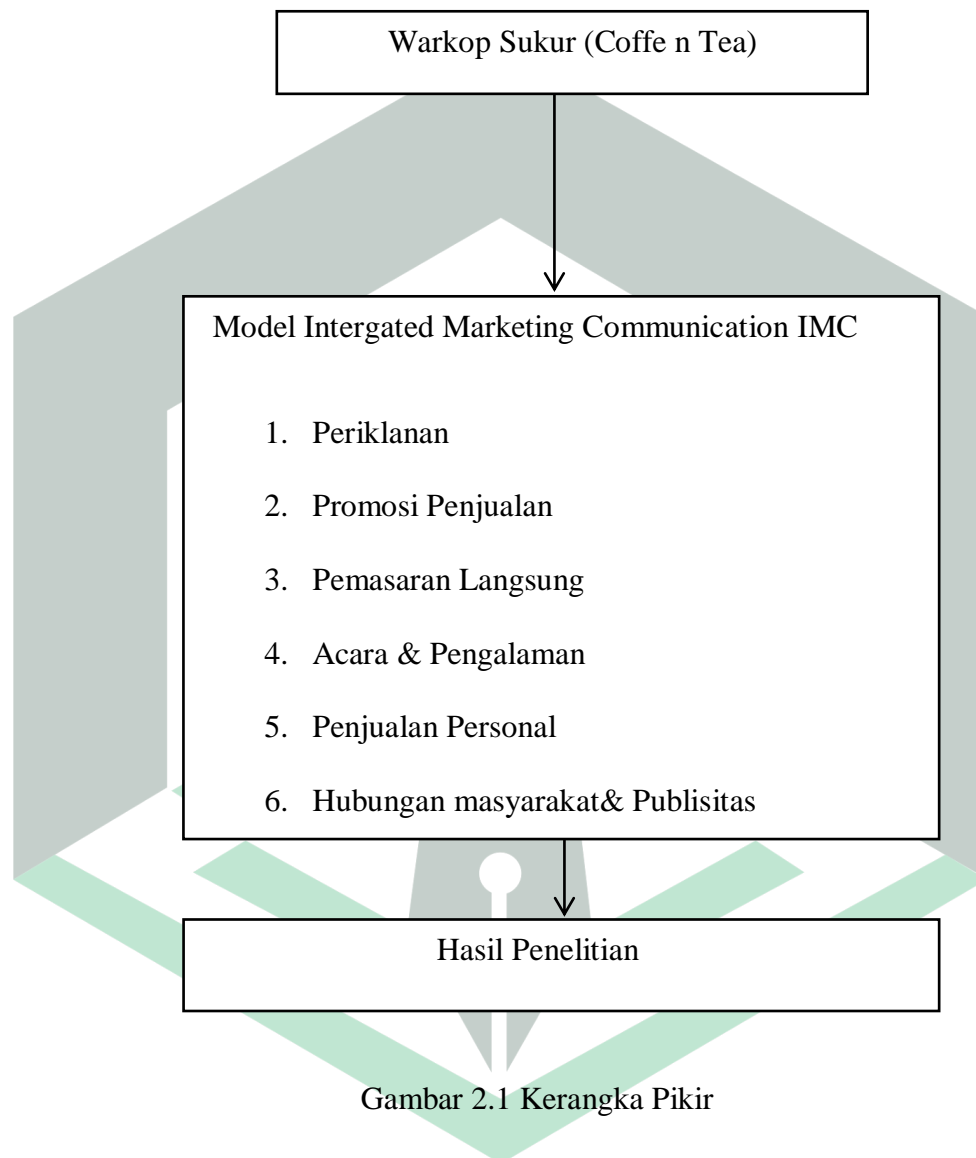 Warkop Sukur (Coffe n Tea)
Model Intergated Marketing Communication IMC
1. Periklanan
2. Promosi Penjualan
3. Pemasaran Langsung
4. Acara & Pengalaman
5. Penjualan Personal
6. Hubungan masyarakat& Publisitas
Hasil Penelitian
Gambar 2.1 Kerangka Pikir